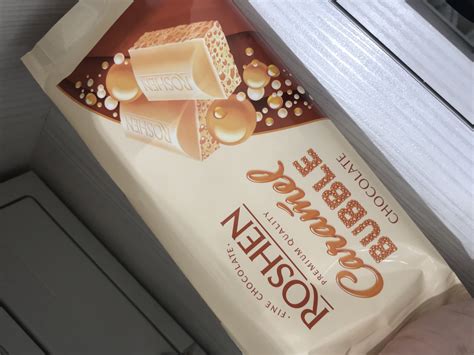 FINE CHOCOLATE.
ROSHEN
PREMIUM QUALITY
Caramel
BUBBLE
CHOCOLATE
ROSHEN
ROSHEN